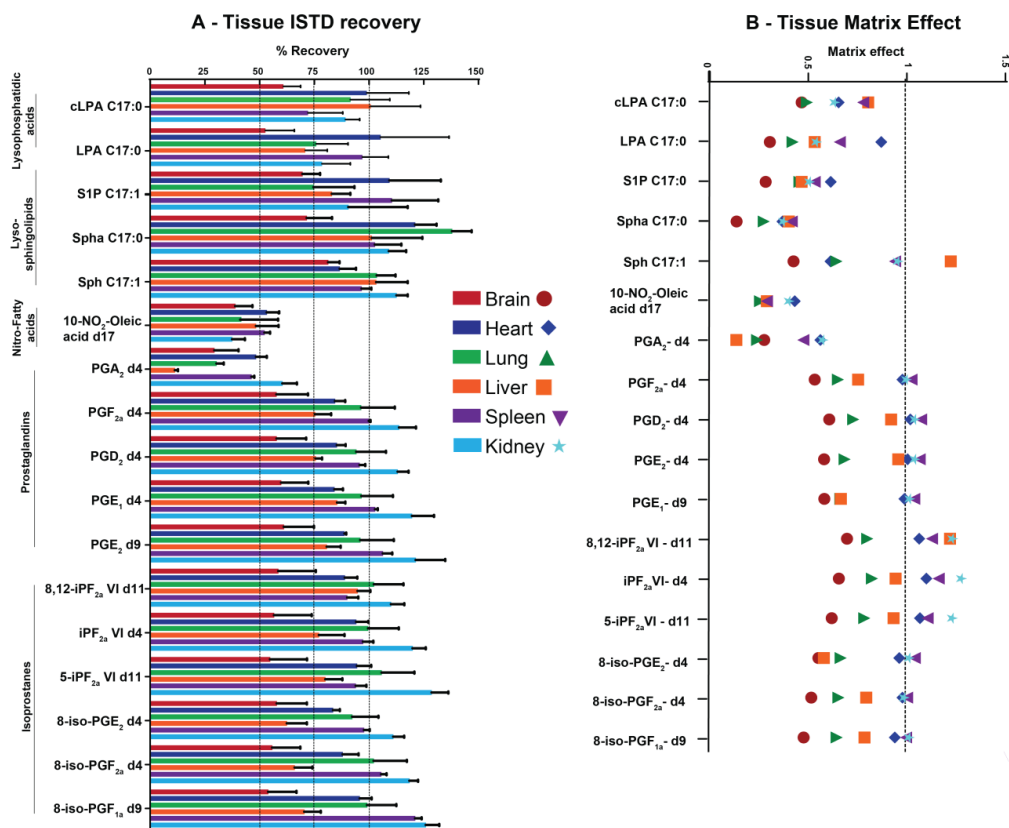 A - Tissue ISTD recovery
% Recovery
0 25 50 75 100 125 150
Lysophosphatidic
acids
cLPA C17:0
LPA C17:0
Lyso-
sphingolipids
S1P C17:1
Spha C17:0
Sph C17:1
Nitro-Fatty
acids
10-NO₂-Oleic
acid d17
Prostaglandins
PGA₂ d4
PGF₂ₐ d4
PGD₂ d4
PGE₁ d4
PGE₂ d9
Isoprostanes
8,12-iPF₂ₐ VI d11
iPF₂ₐ VI d4
5-iPF₂ₐ VI d11
8-iso-PGE₂ d4
8-iso-PGF₂ₐ d4
8-iso-PGF₁ₐ d9
Brain
Heart
Lung
Liver
Spleen
Kidney
B - Tissue Matrix Effect
Matrix effect
0 0.5 1 1.5
cLPA C17:0
LPA C17:0
S1P C17:0
Spha C17:0
Sph C17:1
10-NO₂-Oleic
acid d17
PGA₂- d4
PGF₂ₐ- d4
PGD₂- d4
PGE₂- d4
PGE₁- d9
8,12-iPF₂ₐ VI - d11
iPF₂ₐVI- d4
5-iPF₂ₐVI - d11
8-iso-PGE₂- d4
8-iso-PGF₂ₐ- d4
8-iso-PGF₁ₐ- d9